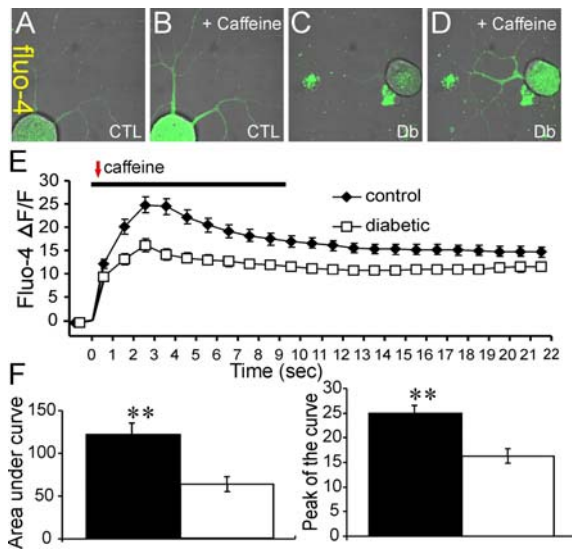 A
B
+ Caffeine
C
D
+ Caffeine
fluo-4
CTL
CTL
Db
Db
E
caffeine
Fluo-4 ΔF/F
30
25
20
15
10
5
0
control
diabetic
0 1 2 3 4 5 6 7 8 9 10 11 12 13 14 15 16 17 18 19 20 21 22
Time (sec)
F
Area under curve
150
100
50
0
**
Peak of the curve
30
25
20
15
10
5
0
**